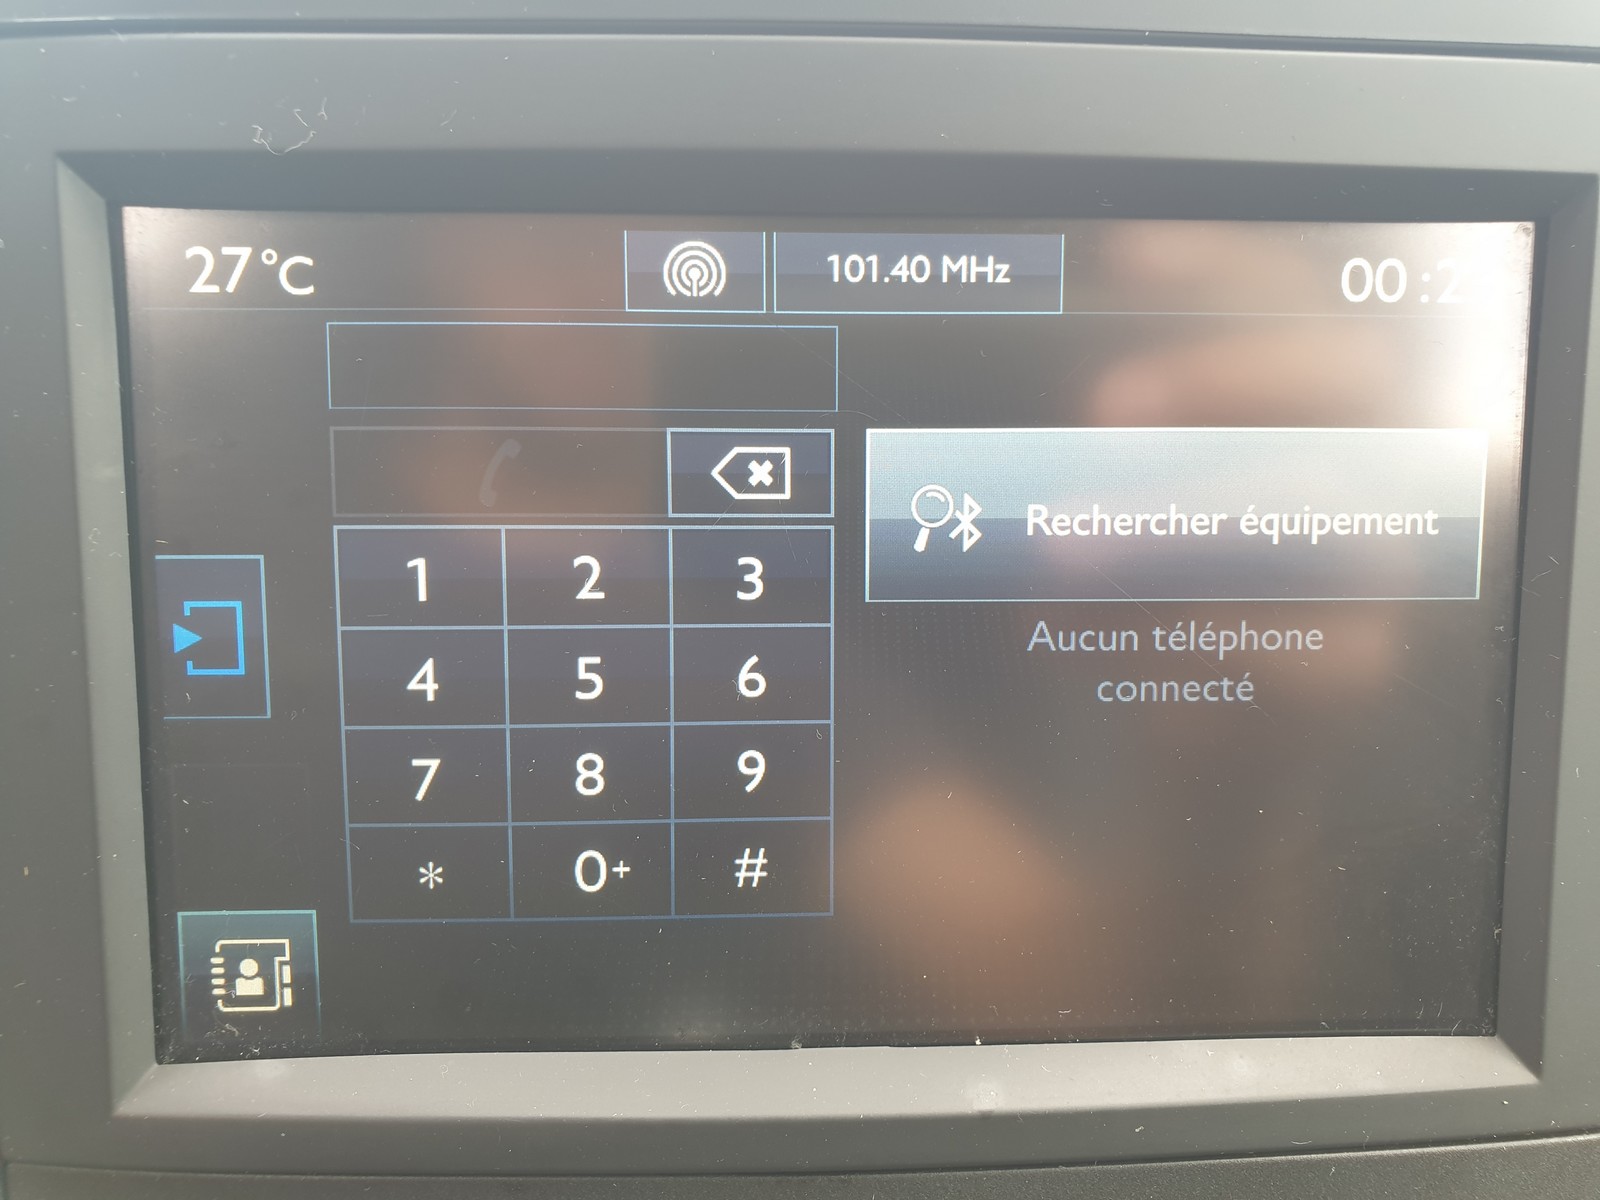 27°C
101.40 MHz
00:2
Rechercher équipement
Aucun téléphone
connecté
1 2 3
4 5 6
7 8 9
* 0+ #